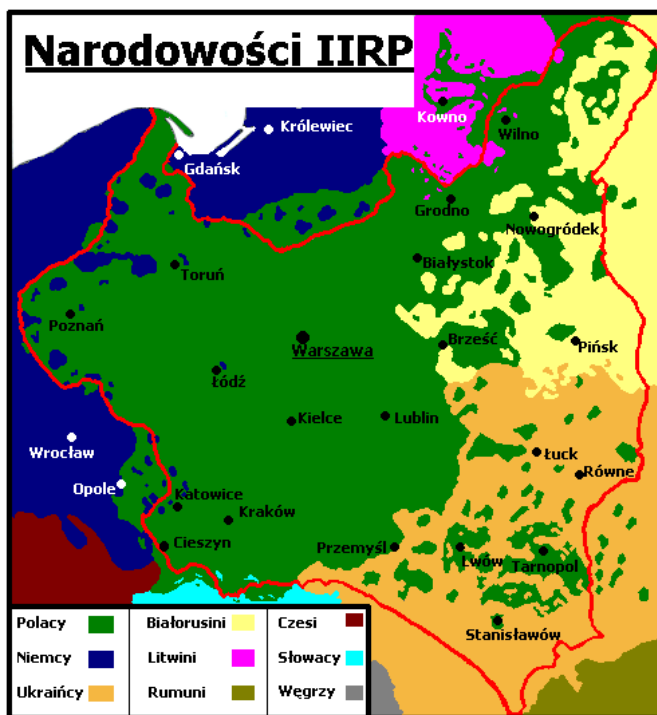 Narodowości IIRP
Kowno
Królewiec
Wilno
Gdańsk
Grodno
Nowogródek
Białystok
Toruń
Poznań
Brześć
Pińsk
Warszawa
Łódź
Kielce
Lublin
Wrocław
Łuck
Równe
Opole
Katowice
Kraków
Cieszyn
Przemyśl
Lwów
Tarnopol
Stanisławów
Polacy Białorusini Czesi
Niemcy Litwini Słowacy
Ukraińcy Rumuni Węgrzy